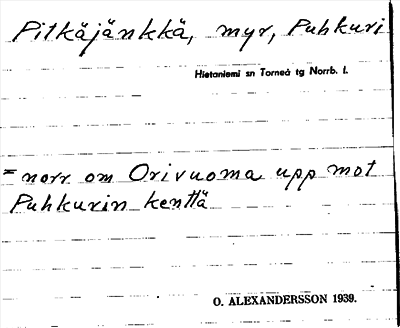 Pitkäjänkkä, myr, Puhkuri
Hietaniemi sn Torneå tg Norrb. l.
= norr om Orivuoma upp mot
Puhkurin kenttä
O. ALEXANDERSSON 1939.